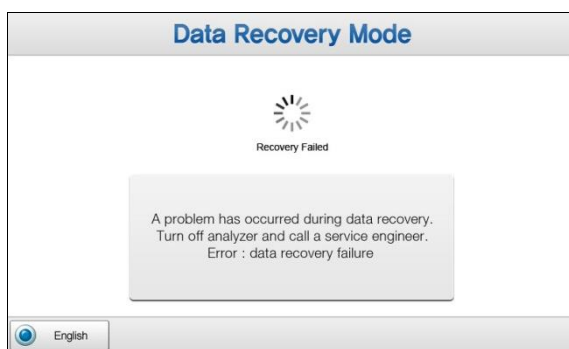 Data Recovery Mode
Recovery Failed
A problem has occurred during data recovery.
Turn off analyzer and call a service engineer.
Error : data recovery failure
English